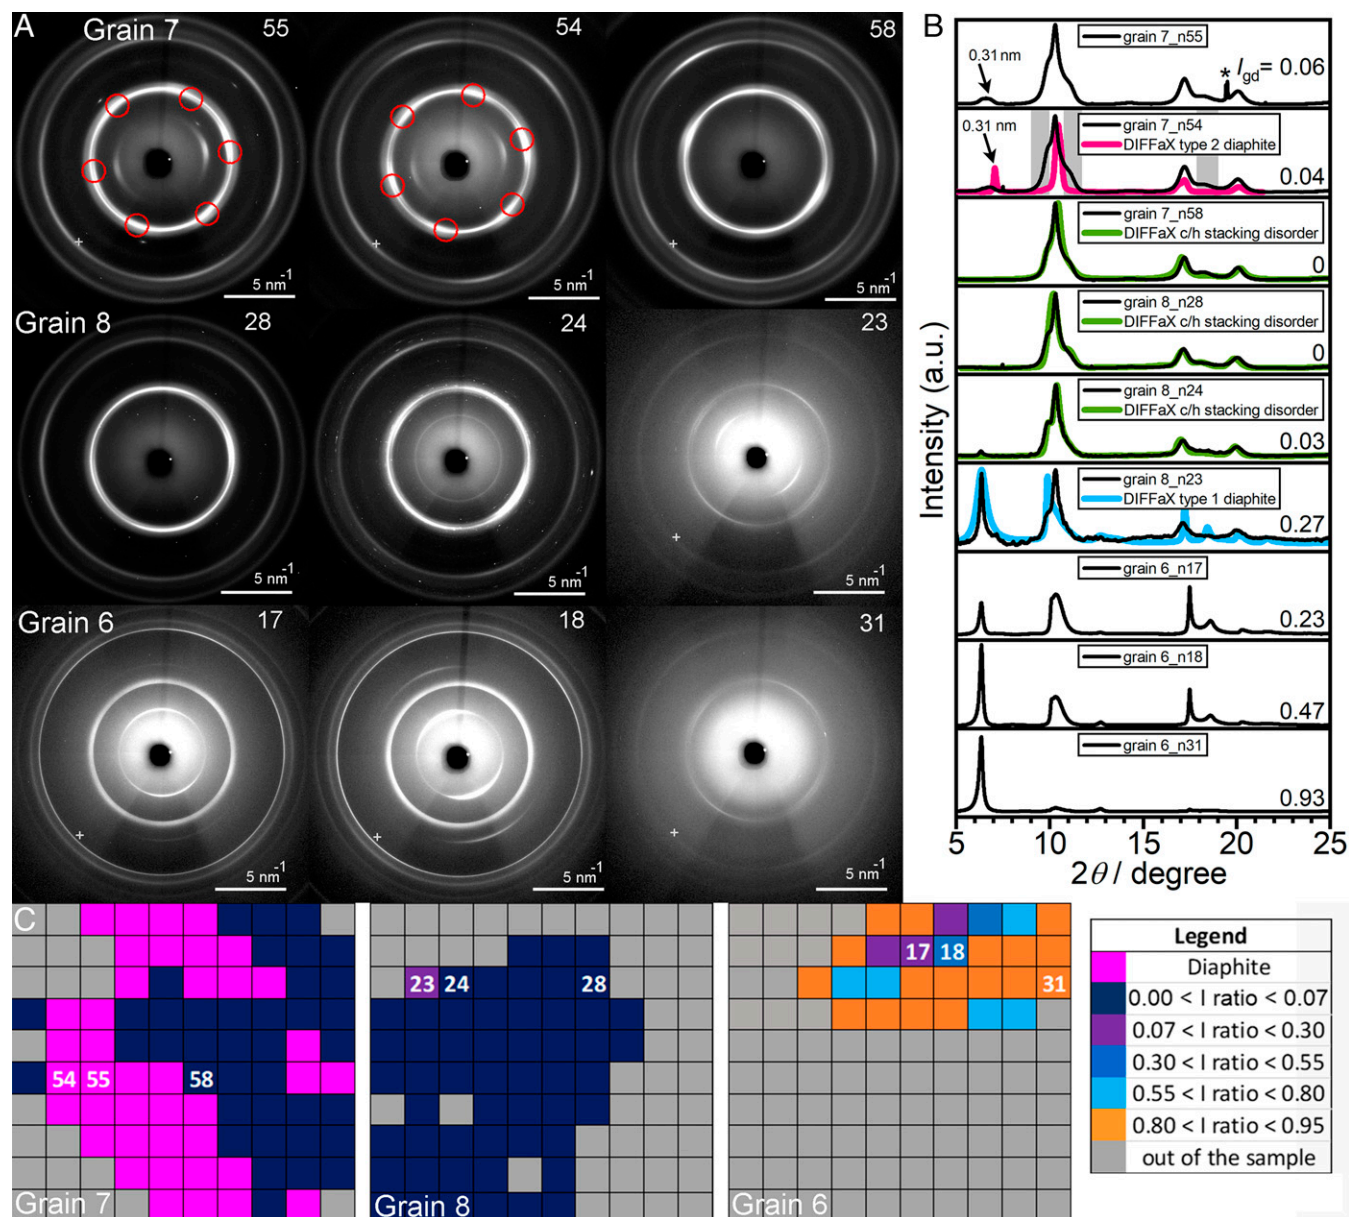 A
Grain 7
55
54
58
5 nm⁻¹
5 nm⁻¹
5 nm⁻¹
Grain 8
28
24
23
5 nm⁻¹
5 nm⁻¹
5 nm⁻¹
Grain 6
17
18
31
5 nm⁻¹
5 nm⁻¹
5 nm⁻¹
B
grain 7_n55
0.31 nm
* Igd= 0.06
grain 7_n54
DIFFaX type 2 diaphite
0.31 nm
0.04
grain 7_n58
DIFFaX c/h stacking disorder
0
grain 8_n28
DIFFaX c/h stacking disorder
0
grain 8_n24
DIFFaX c/h stacking disorder
0.03
grain 8_n23
DIFFaX type 1 diaphite
0.27
grain 6_n17
0.23
grain 6_n18
0.47
grain 6_n31
0.93
Intensity (a.u.)
5 10 15 20 25
2θ / degree
C
54 55 58
Grain 7
23 24 28
Grain 8
17 18
31
Grain 6
Legend
Diaphite
0.00 < I ratio < 0.07
0.07 < I ratio < 0.30
0.30 < I ratio < 0.55
0.55 < I ratio < 0.80
0.80 < I ratio < 0.95
out of the sample